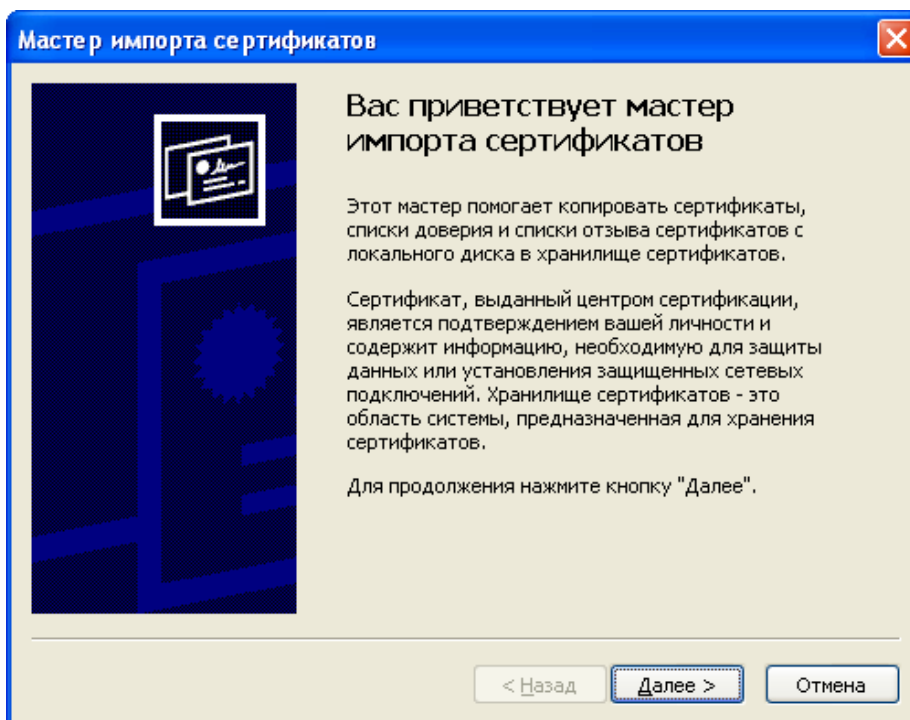 Мастер импорта сертификатов
Вас приветствует мастер
импорта сертификатов
Этот мастер помогает копировать сертификаты,
списки доверия и списки отзыва сертификатов с
локального диска в хранилище сертификатов.
Сертификат, выданный центром сертификации,
является подтверждением вашей личности и
содержит информацию, необходимую для защиты
данных или установления защищенных сетевых
подключений. Хранилище сертификатов - это
область системы, предназначенная для хранения
сертификатов.
Для продолжения нажмите кнопку "Далее".
< Назад
Далее >
Отмена